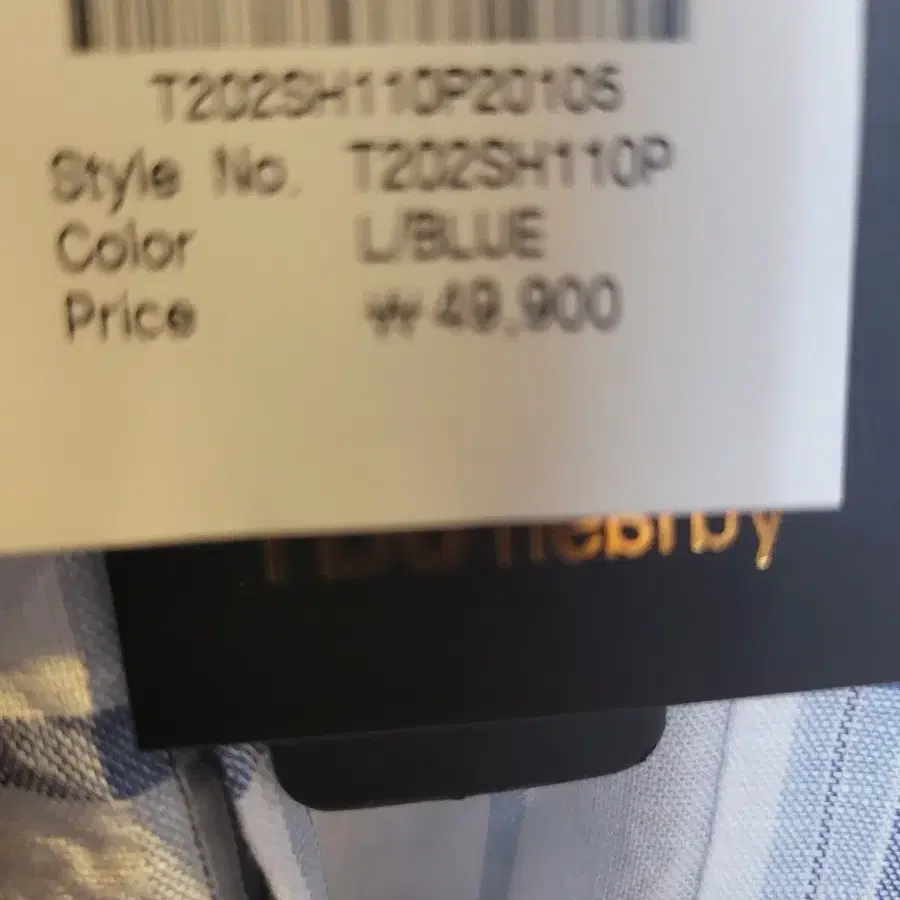 T202SH110P20105
Style No. T202SH110P
Color L/BLUE
Price ₩49,900